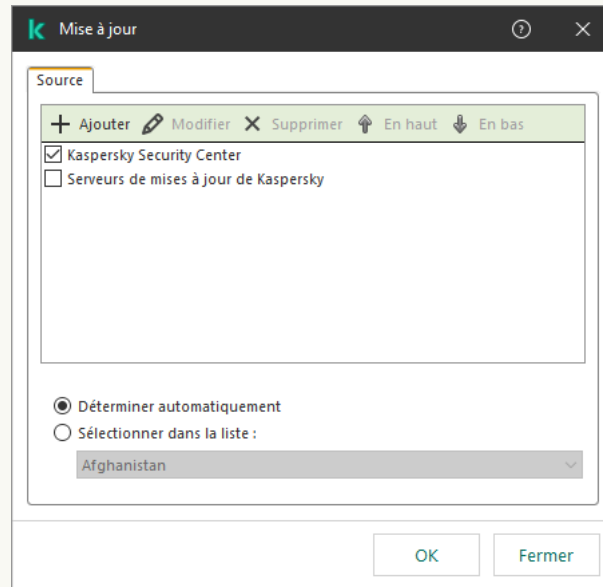 Mise à jour
Source
Ajouter Modifier Supprimer En haut En bas
Kaspersky Security Center
Serveurs de mises à jour de Kaspersky
Déterminer automatiquement
Sélectionner dans la liste :
Afghanistan
OK Fermer